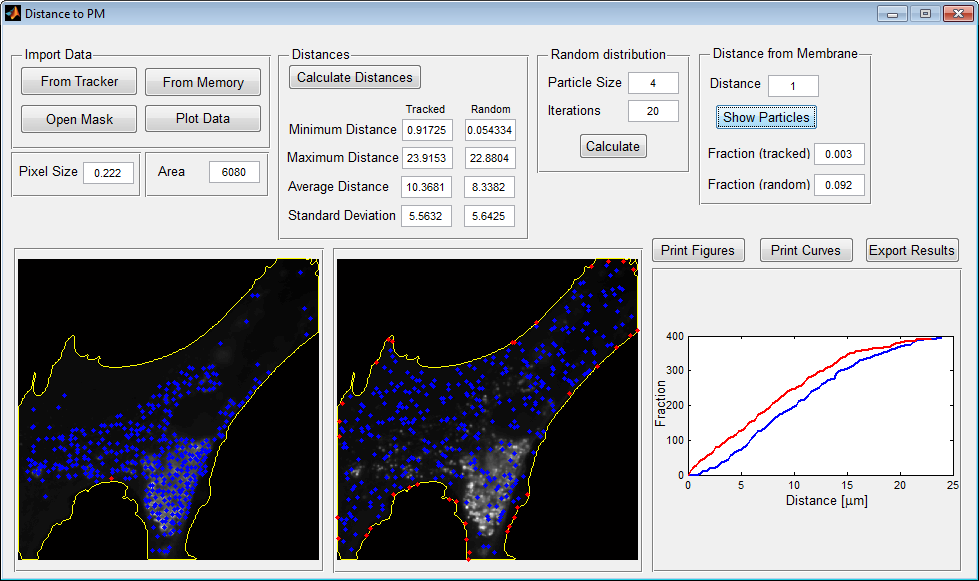 Distance to PM
Import Data
From Tracker
From Memory
Open Mask
Plot Data
Pixel Size 0.222
Area 6080
Distances
Calculate Distances
Tracked Random
Minimum Distance 0.91725 0.054334
Maximum Distance 23.9153 22.8804
Average Distance 10.3681 8.3382
Standard Deviation 5.5632 5.6425
Random distribution
Particle Size 4
Iterations 20
Calculate
Distance from Membrane
Distance 1
Show Particles
Fraction (tracked) 0.003
Fraction (random) 0.092
Print Figures
Print Curves
Export Results
400
300
200
100
0
Fraction
0 5 10 15 20 25
Distance [μm]